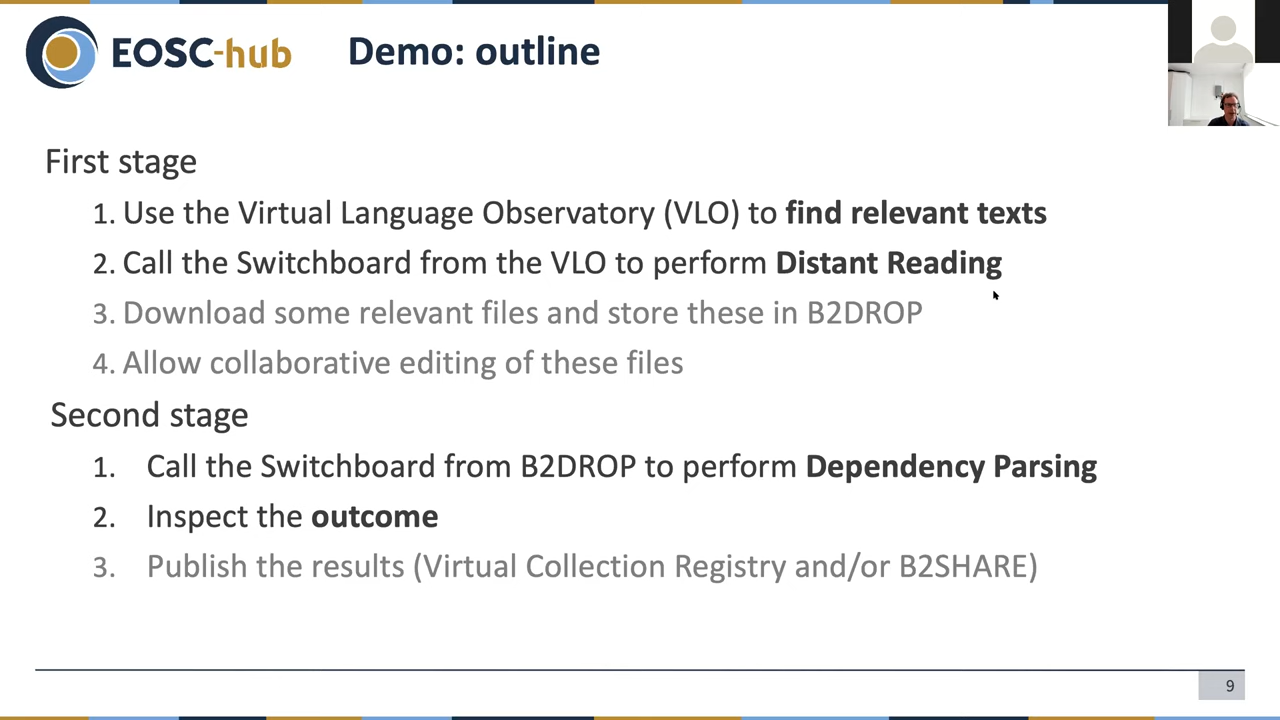 EOSC-hub
Demo: outline
First stage
1. Use the Virtual Language Observatory (VLO) to find relevant texts
2. Call the Switchboard from the VLO to perform Distant Reading
3. Download some relevant files and store these in B2DROP
4. Allow collaborative editing of these files
Second stage
1. Call the Switchboard from B2DROP to perform Dependency Parsing
2. Inspect the outcome
3. Publish the results (Virtual Collection Registry and/or B2SHARE)
9